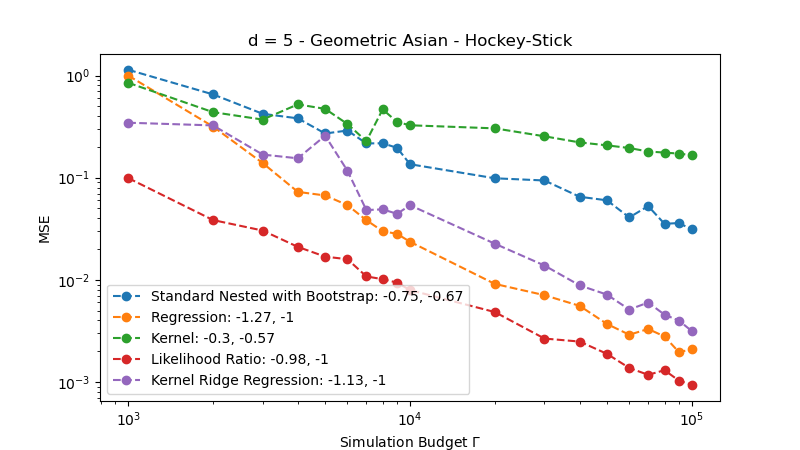 d = 5 - Geometric Asian - Hockey-Stick
MSE
10⁰
10⁻¹
10⁻²
10⁻³
Standard Nested with Bootstrap: -0.75, -0.67
Regression: -1.27, -1
Kernel: -0.3, -0.57
Likelihood Ratio: -0.98, -1
Kernel Ridge Regression: -1.13, -1
10³ 10⁴ 10⁵
Simulation Budget Γ